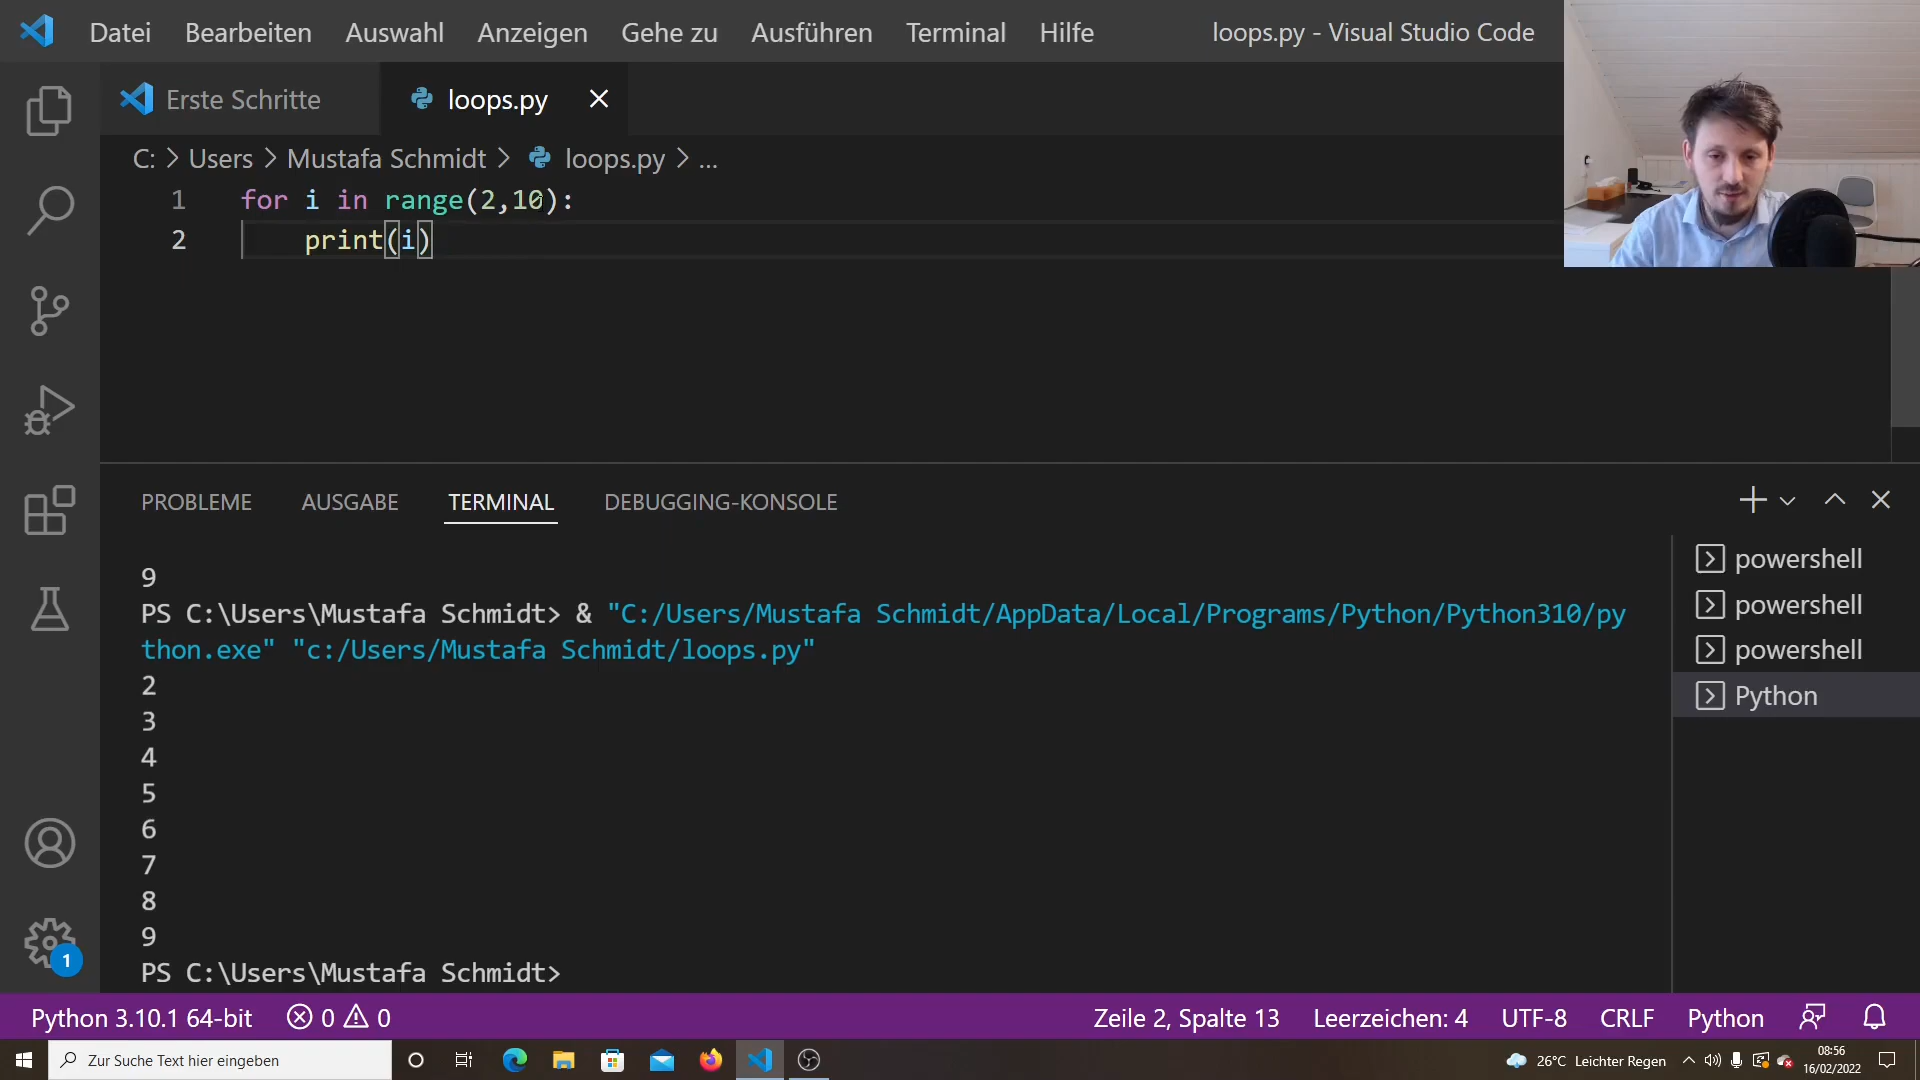 Datei Bearbeiten Auswahl Anzeigen Gehe zu Ausführen Terminal Hilfe loops.py - Visual Studio Code
Erste Schritte loops.py
C: > Users > Mustafa Schmidt > loops.py > ...
1 for i in range(2,10):
2 print(i)
PROBLEME AUSGABE TERMINAL DEBUGGING-KONSOLE
9
PS C:\Users\Mustafa Schmidt> & "C:/Users/Mustafa Schmidt/AppData/Local/Programs/Python/Python310/py
thon.exe" "c:/Users/Mustafa Schmidt/loops.py"
2
3
4
5
6
7
8
9
PS C:\Users\Mustafa Schmidt>
powershell
powershell
powershell
Python
1
Python 3.10.1 64-bit 0 0 Zeile 2, Spalte 13 Leerzeichen: 4 UTF-8 CRLF Python
Zur Suche Text hier eingeben 26°C Leichter Regen 08:56
16/02/2022